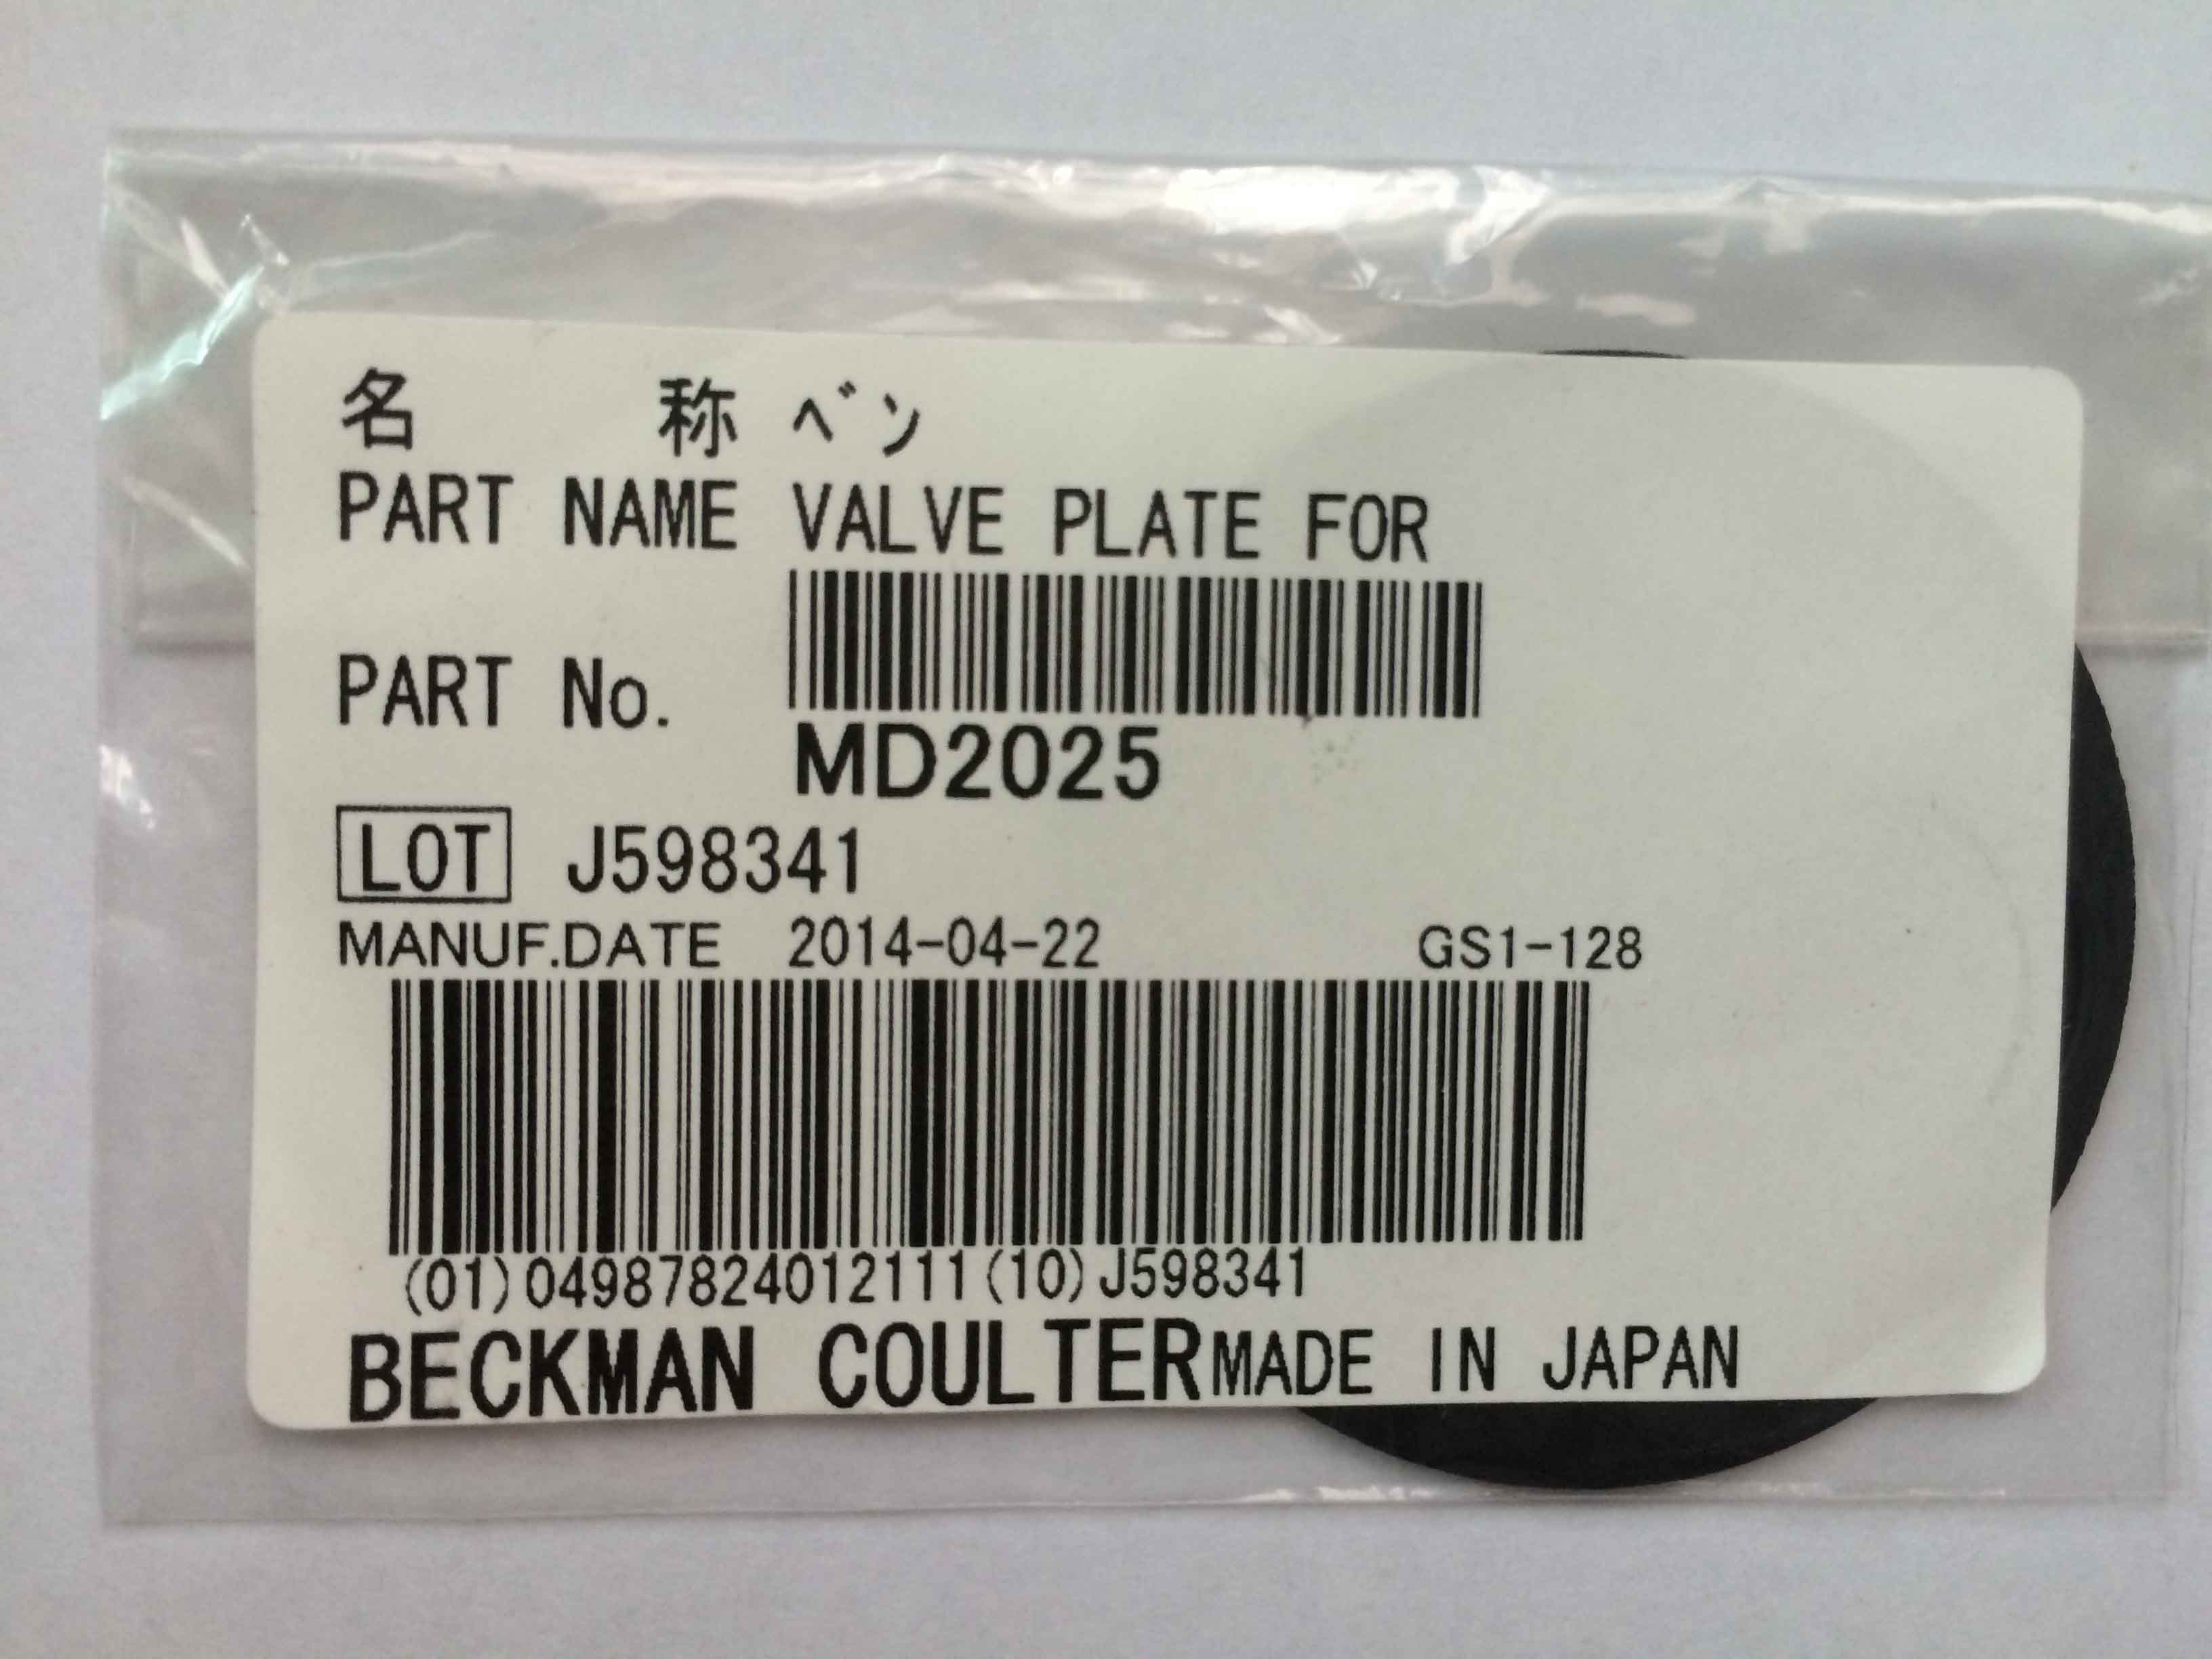 名 称 ﾍﾞﾝ
PART NAME VALVE PLATE FOR
PART No.
MD2025
LOT J598341
MANUF.DATE 2014-04-22 GS1-128
(01)04987824012111(10)J598341
BECKMAN COULTER MADE IN JAPAN